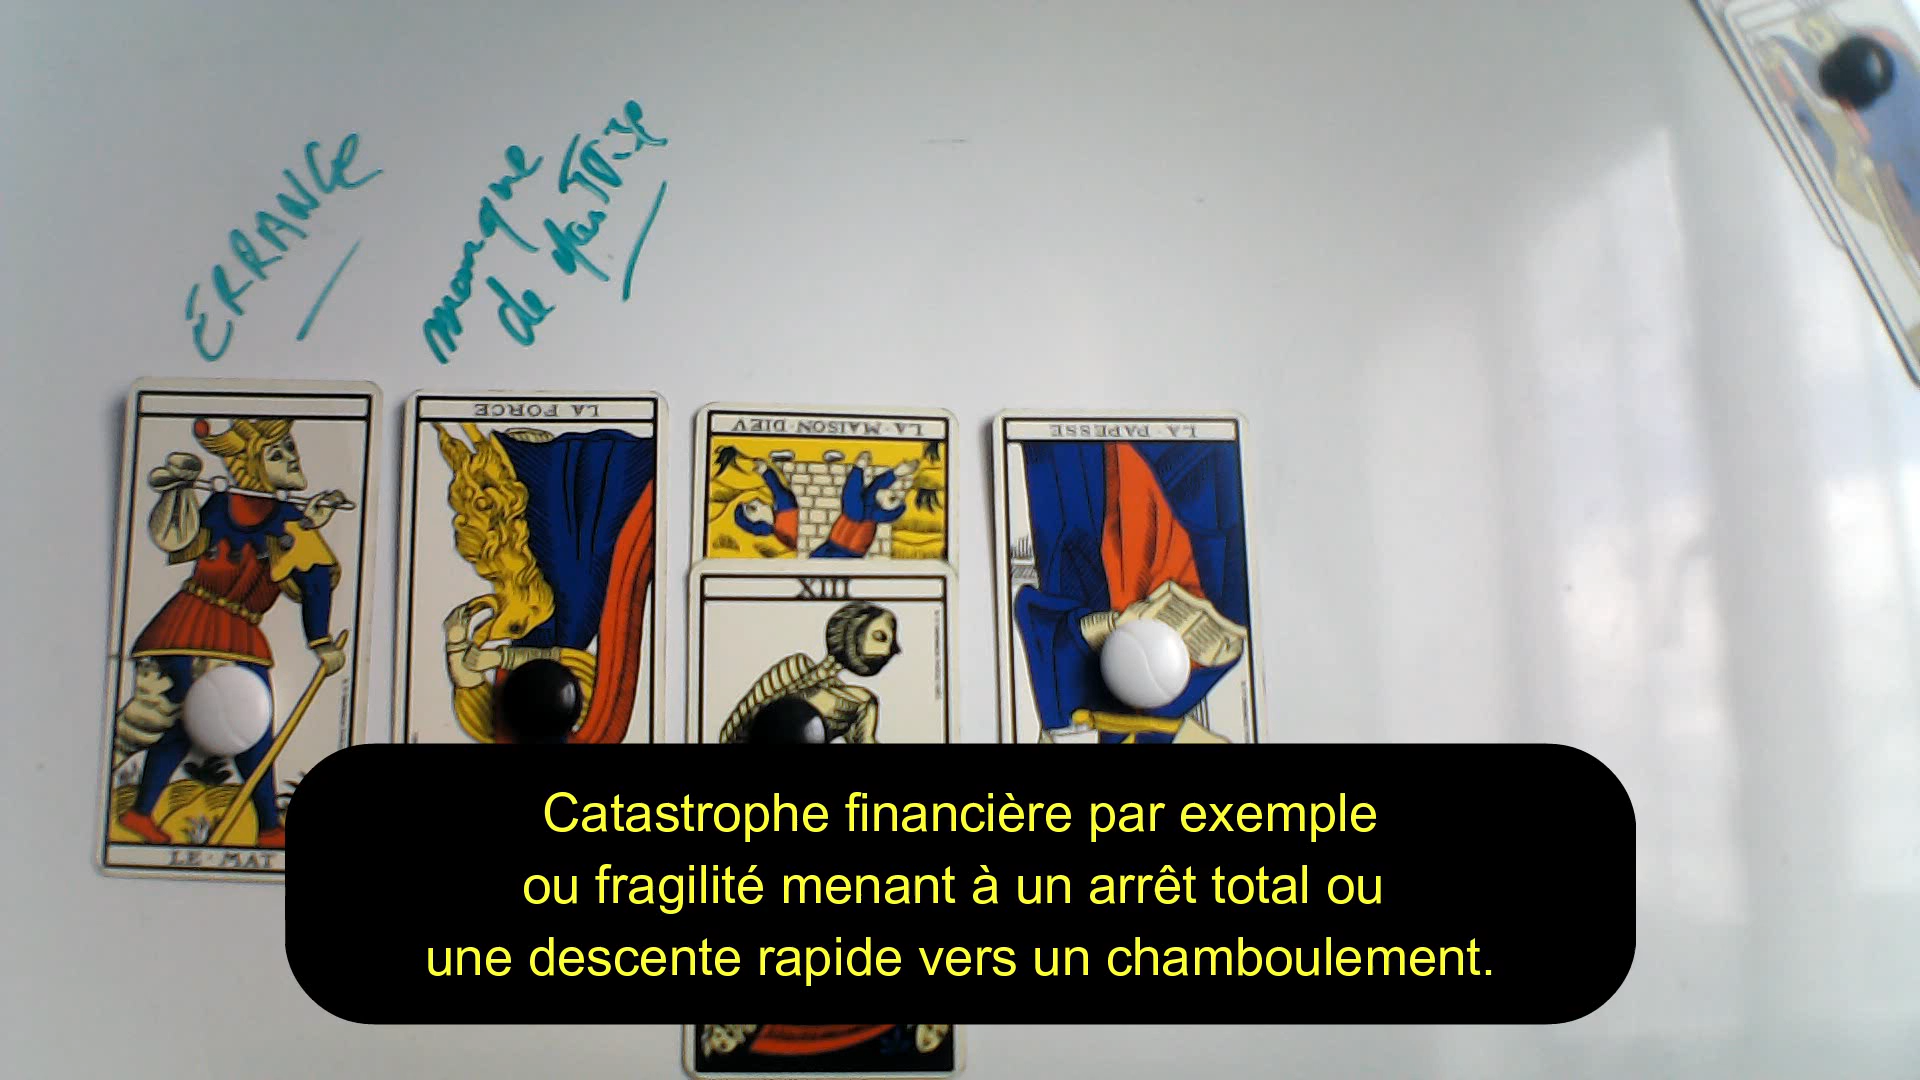 ERRANCE
manque
de maîtrise
LA FORCE
LA·MAISON·DIEV
LA·PAPESSE
XIII
LE·MAT
Catastrophe financière par exemple
ou fragilité menant à un arrêt total ou
une descente rapide vers un chamboulement.